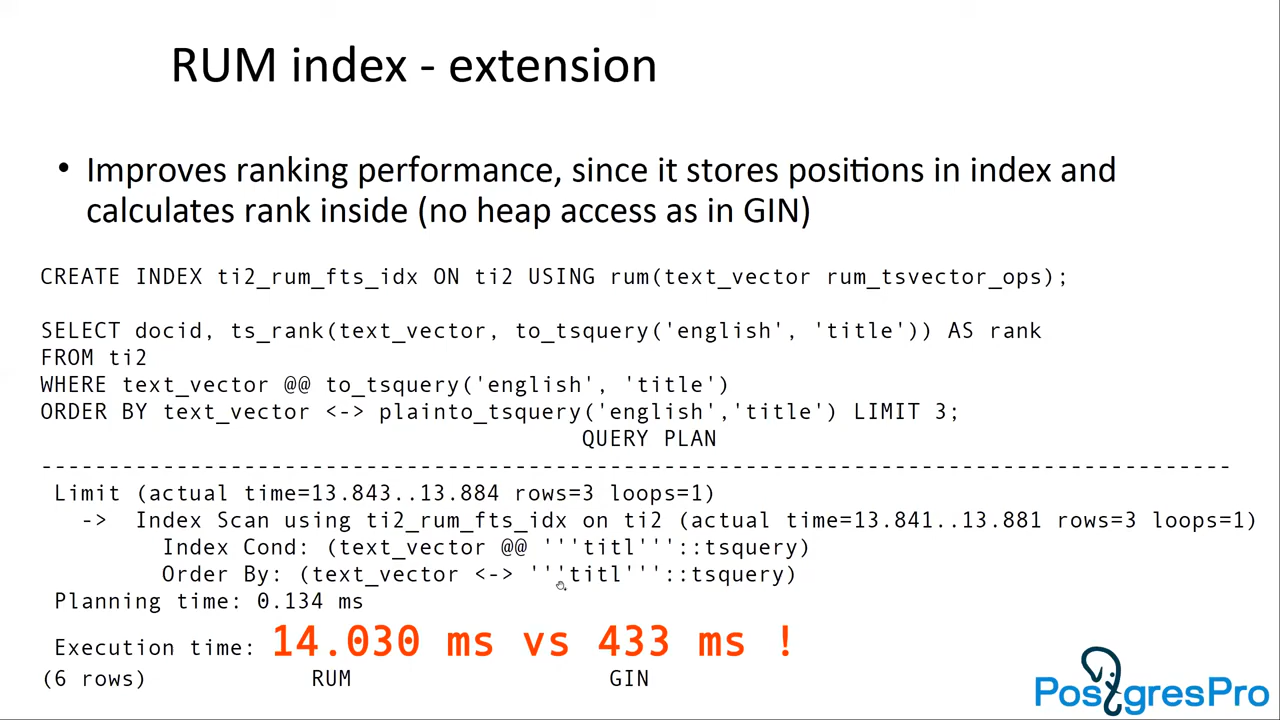 RUM index - extension
• Improves ranking performance, since it stores positions in index and
calculates rank inside (no heap access as in GIN)
CREATE INDEX ti2_rum_fts_idx ON ti2 USING rum(text_vector rum_tsvector_ops);
SELECT docid, ts_rank(text_vector, to_tsquery('english', 'title')) AS rank
FROM ti2
WHERE text_vector @@ to_tsquery('english', 'title')
ORDER BY text_vector <-> plainto_tsquery('english','title') LIMIT 3;
QUERY PLAN
----------------------------------------------------------------------------------------
Limit (actual time=13.843..13.884 rows=3 loops=1)
-> Index Scan using ti2_rum_fts_idx on ti2 (actual time=13.841..13.881 rows=3 loops=1)
Index Cond: (text_vector @@ '''titl'''::tsquery)
Order By: (text_vector <-> '''titl'''::tsquery)
Planning time: 0.134 ms
Execution time: 14.030 ms vs 433 ms !
(6 rows) RUM GIN
PostgresPro